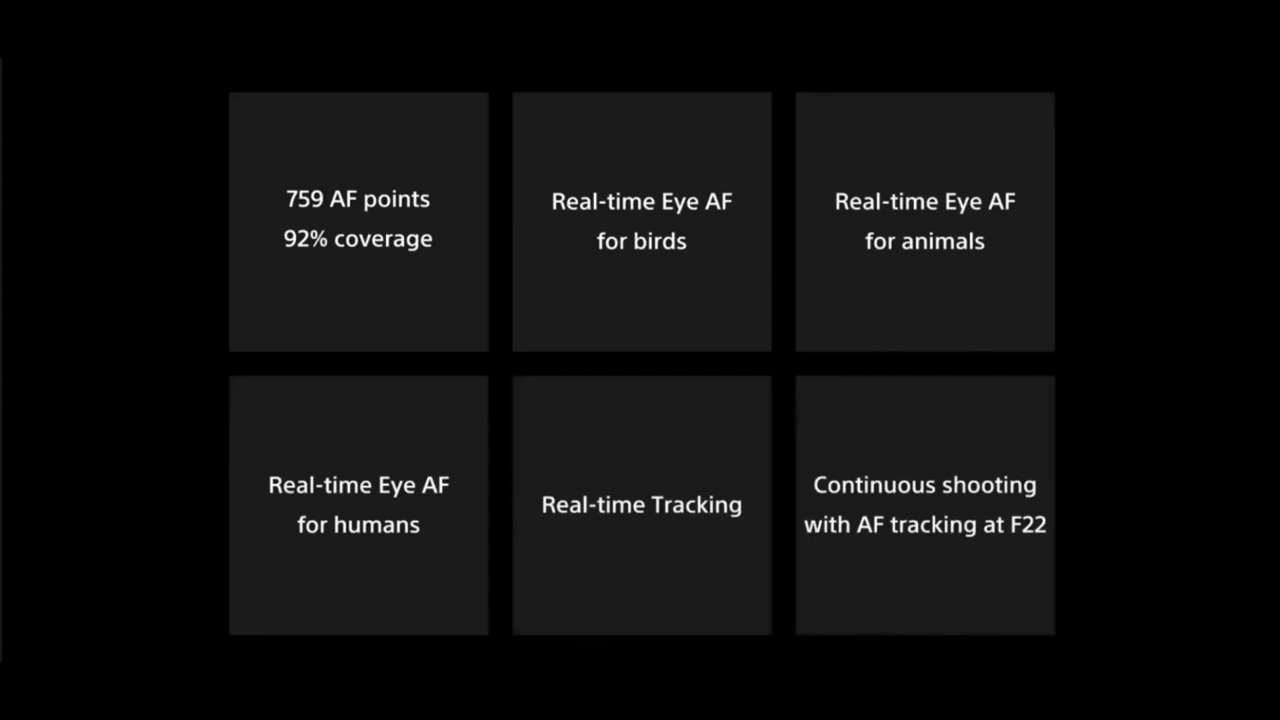 759 AF points
92% coverage
Real-time Eye AF
for birds
Real-time Eye AF
for animals
Real-time Eye AF
for humans
Real-time Tracking
Continuous shooting
with AF tracking at F22